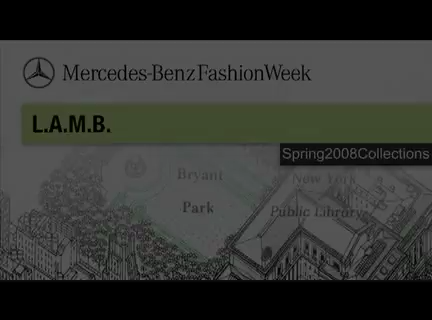 Mercedes-BenzFashionWeek
L.A.M.B.
Spring2008Collections
Bryant
Park
New York
Public Library